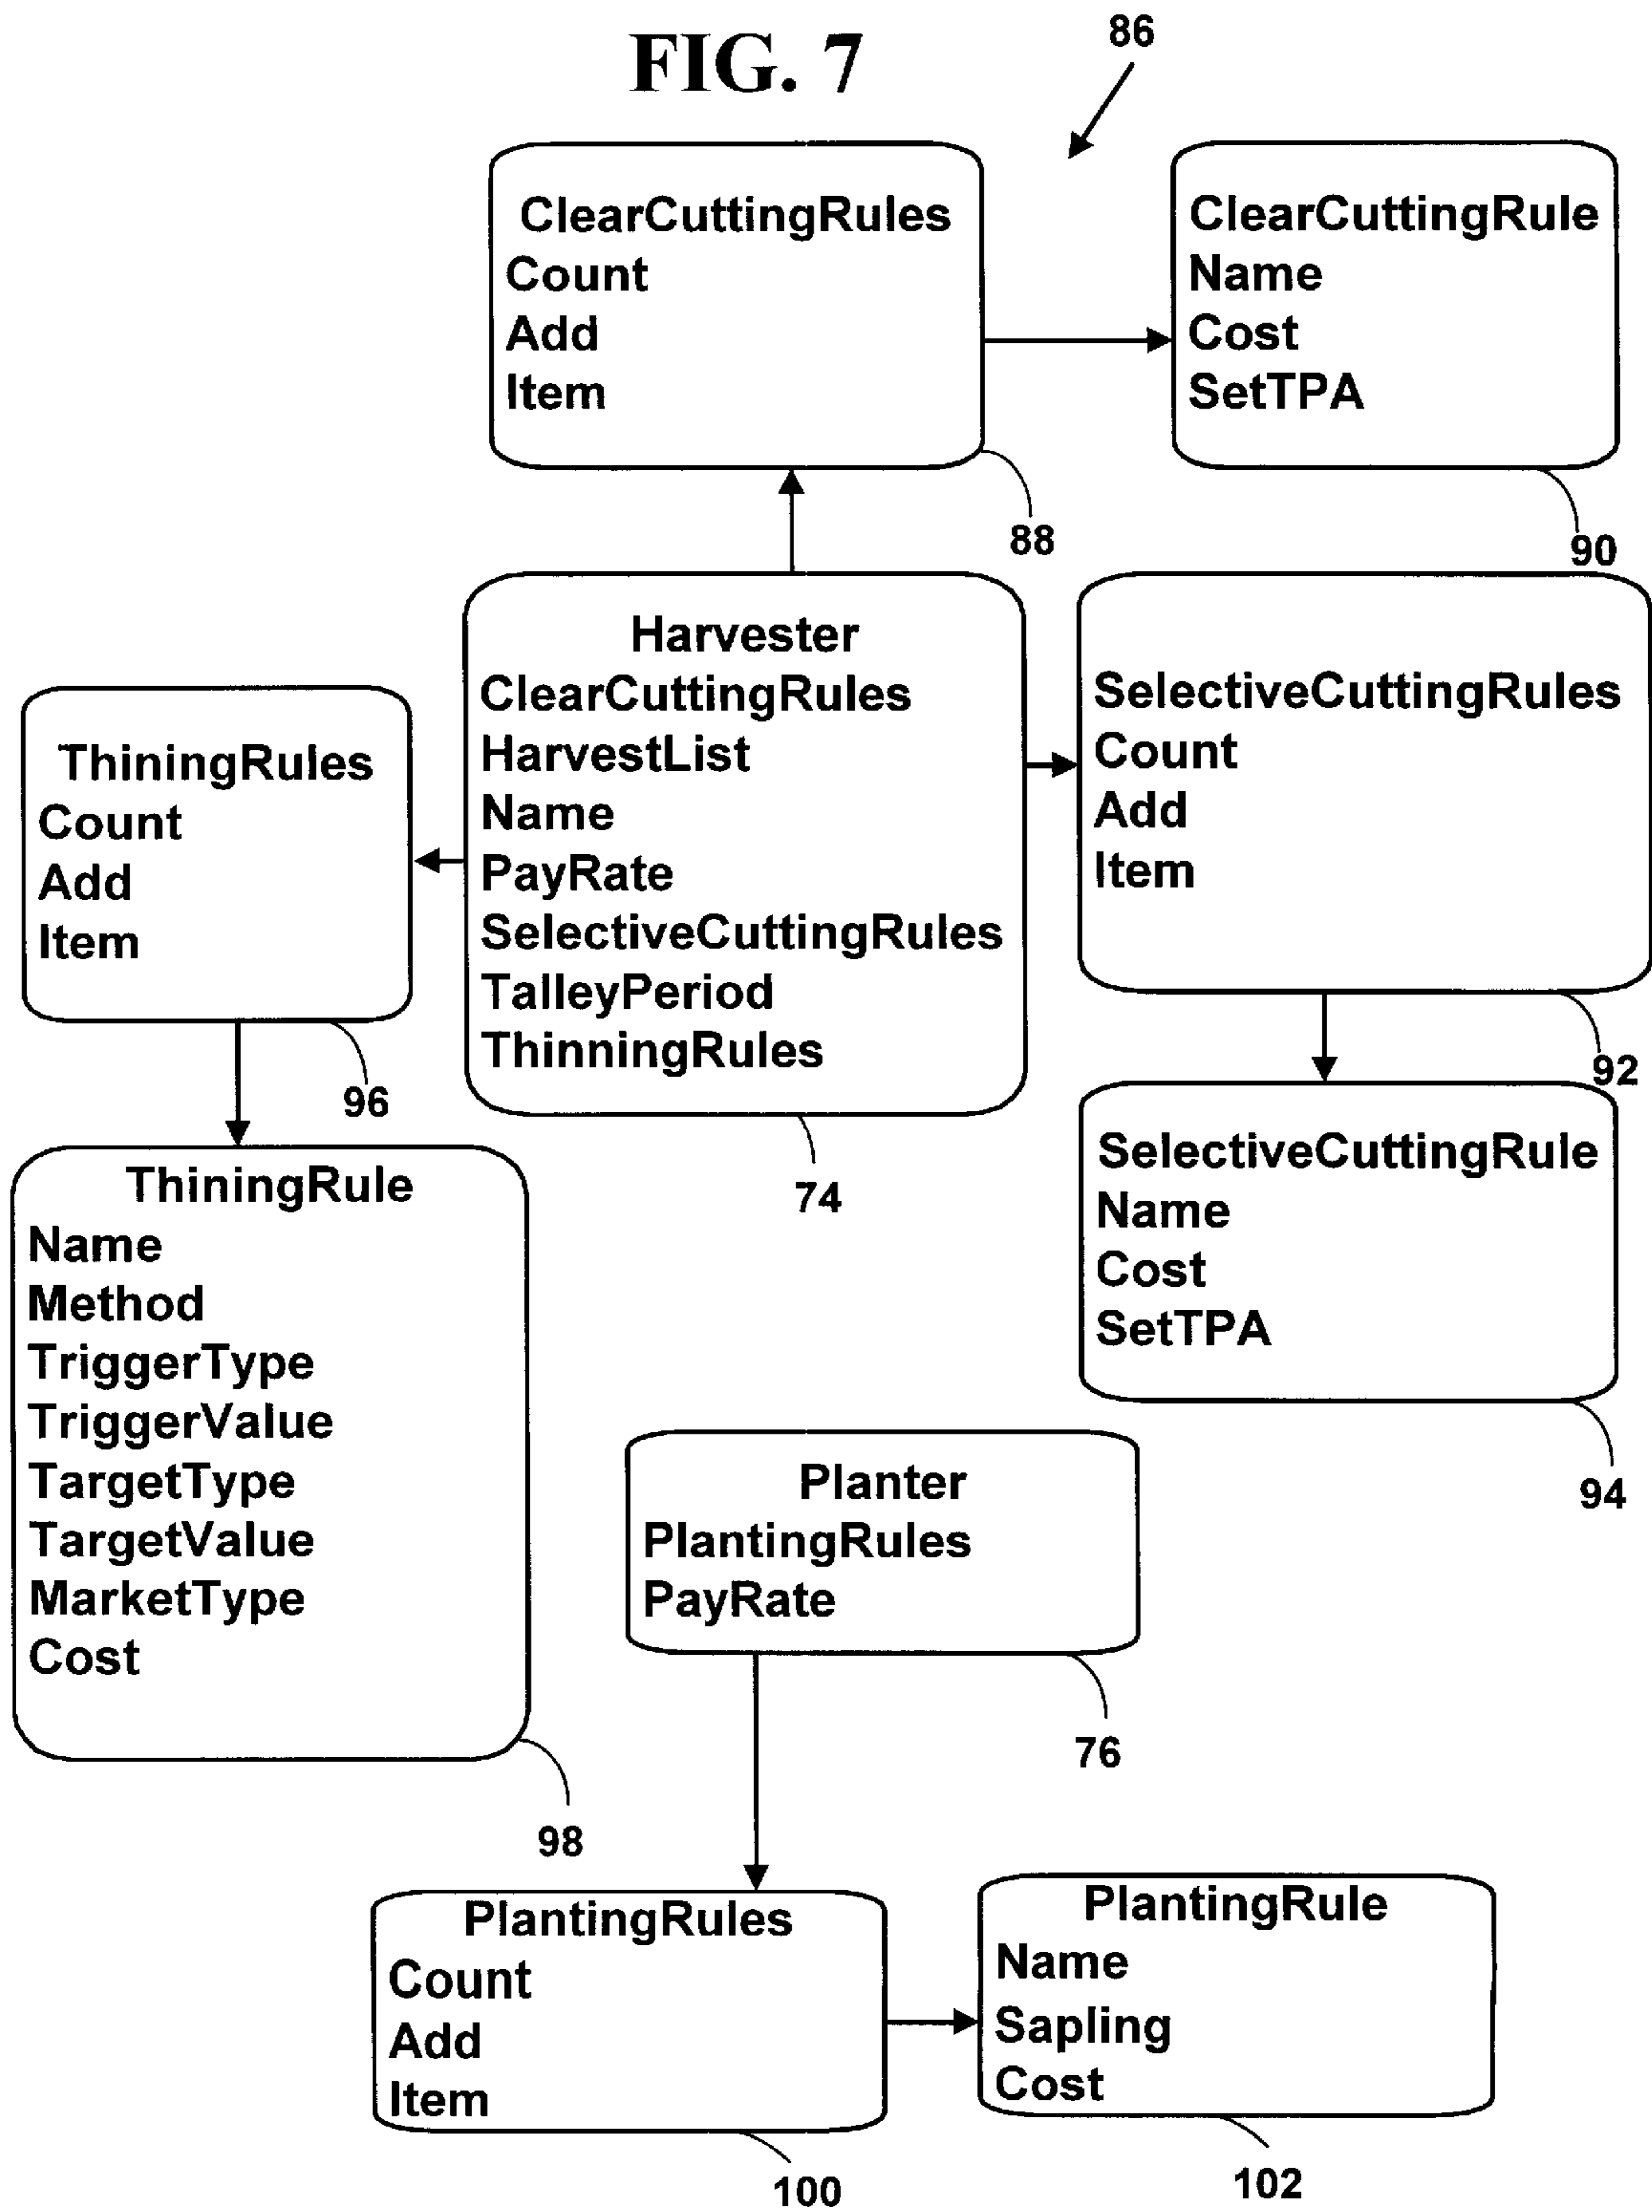 FIG. 7
86
ClearCuttingRules
Count
Add
Item
88
ClearCuttingRule
Name
Cost
SetTPA
90
Harvester
ClearCuttingRules
HarvestList
Name
PayRate
SelectiveCuttingRules
TalleyPeriod
ThinningRules
74
SelectiveCuttingRules
Count
Add
Item
92
ThiningRules
Count
Add
Item
96
SelectiveCuttingRule
Name
Cost
SetTPA
94
ThiningRule
Name
Method
TriggerType
TriggerValue
TargetType
TargetValue
MarketType
Cost
98
Planter
PlantingRules
PayRate
76
PlantingRules
Count
Add
Item
100
PlantingRule
Name
Sapling
Cost
102